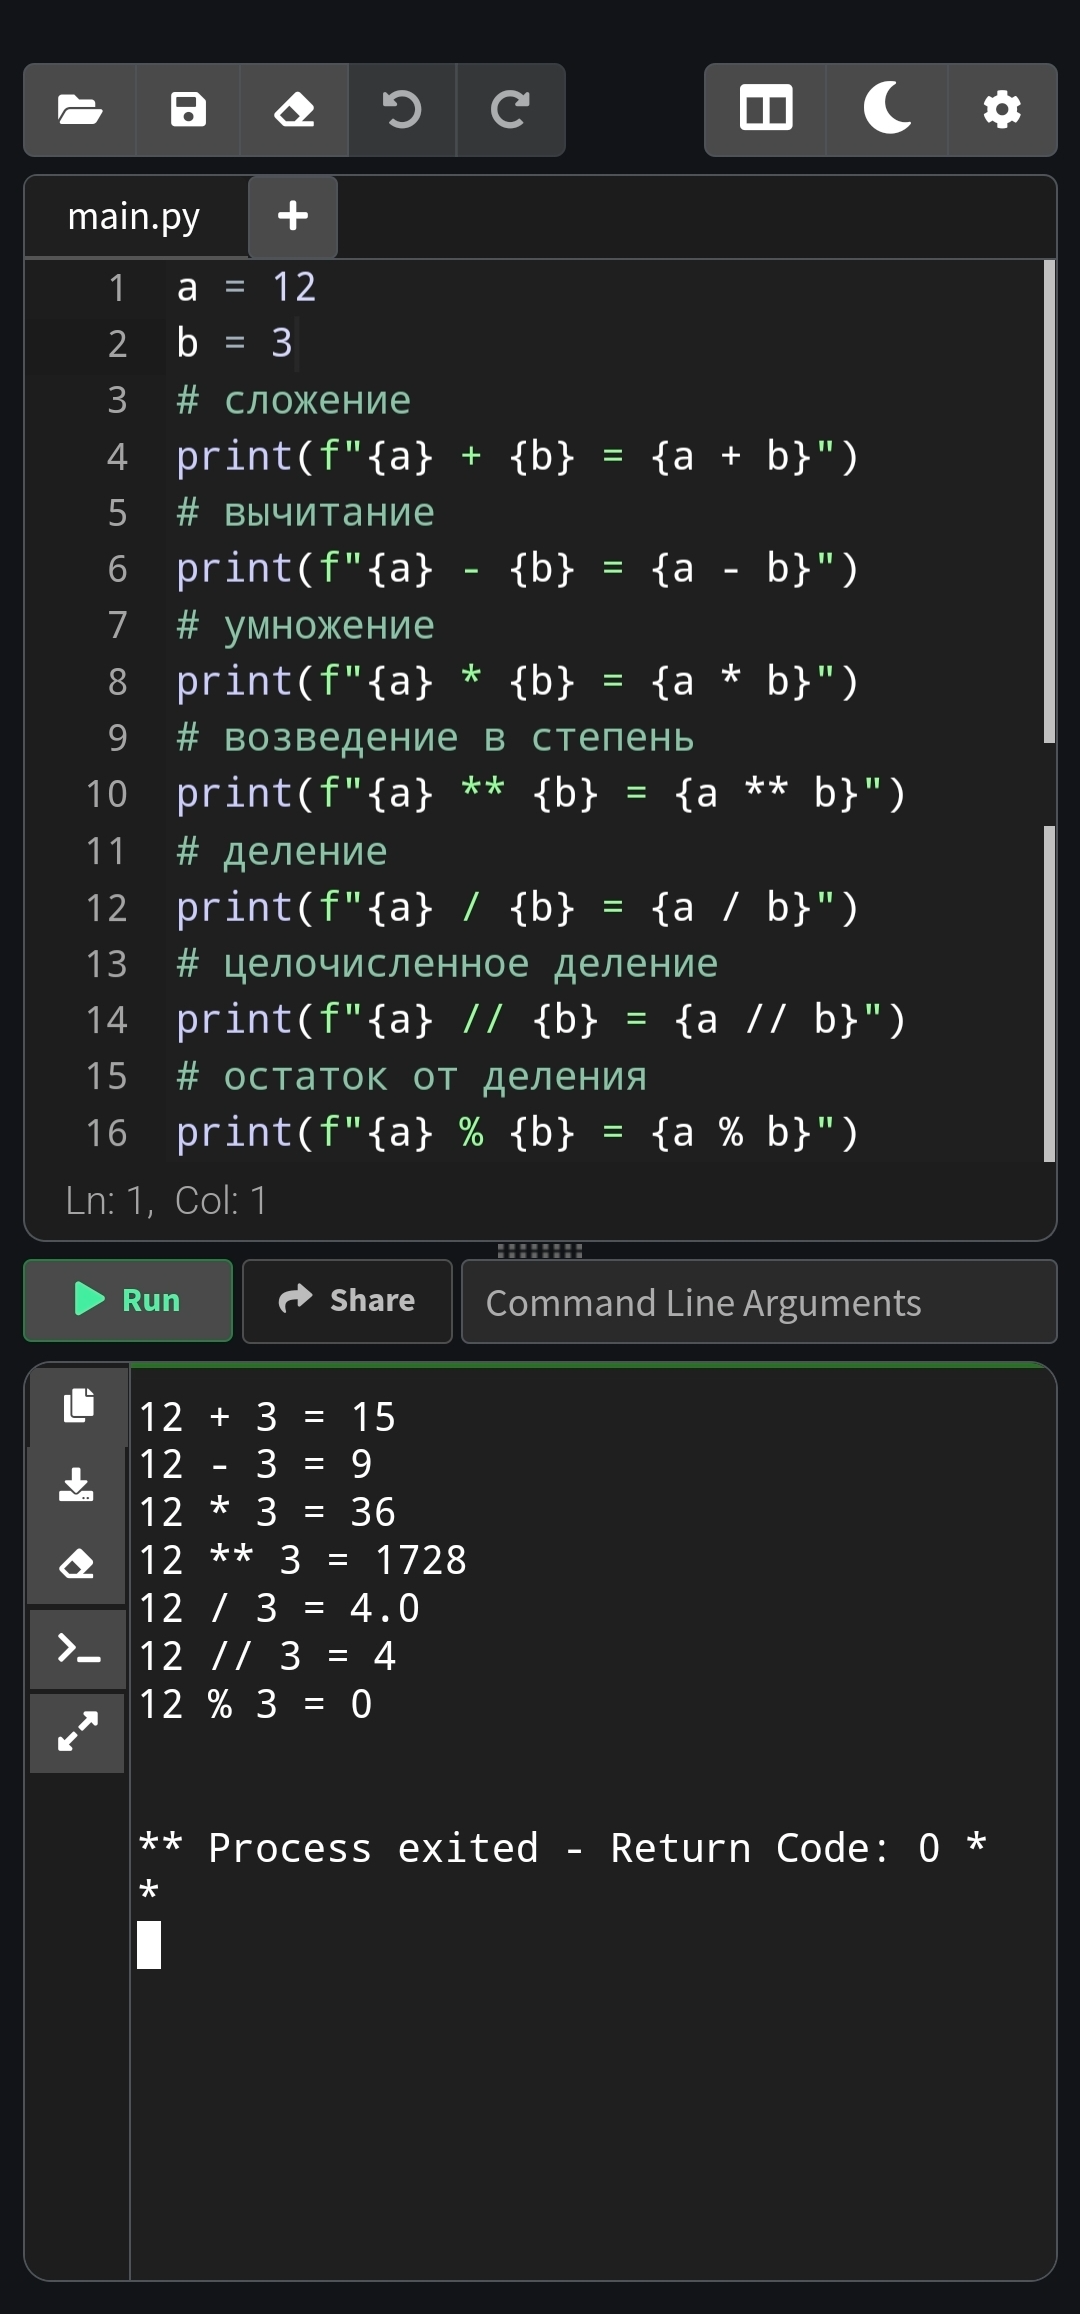 main.py
1 a = 12
2 b = 3
3 # сложение
4 print(f"{a} + {b} = {a + b}")
5 # вычитание
6 print(f"{a} - {b} = {a - b}")
7 # умножение
8 print(f"{a} * {b} = {a * b}")
9 # возведение в степень
10 print(f"{a} ** {b} = {a ** b}")
11 # деление
12 print(f"{a} / {b} = {a / b}")
13 # целочисленное деление
14 print(f"{a} // {b} = {a // b}")
15 # остаток от деления
16 print(f"{a} % {b} = {a % b}")
Ln: 1, Col: 1
Run Share Command Line Arguments
12 + 3 = 15
12 - 3 = 9
12 * 3 = 36
12 ** 3 = 1728
12 / 3 = 4.0
12 // 3 = 4
12 % 3 = 0
** Process exited - Return Code: 0 *
*